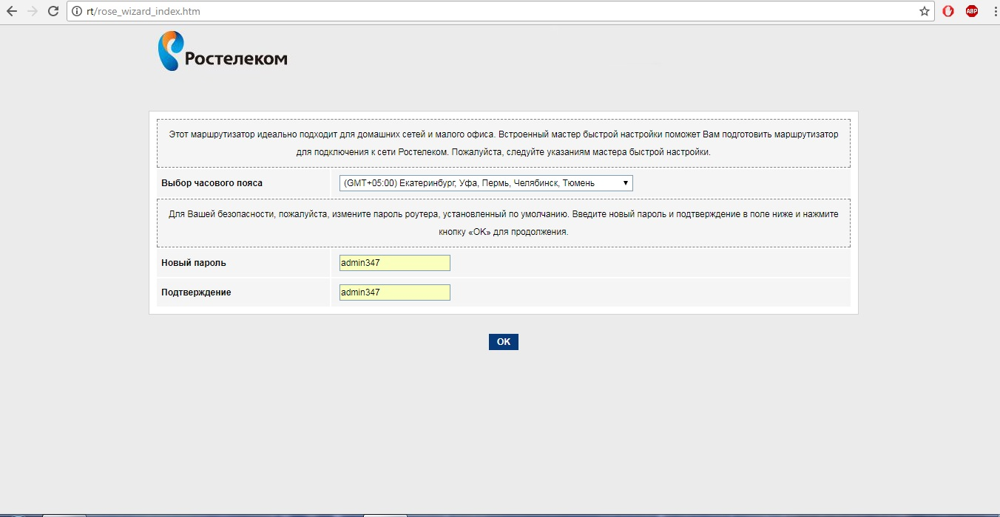 rt/rose_wizard_index.htm
ABP
Ростелеком
Этот маршрутизатор идеально подходит для домашних сетей и малого офиса. Встроенный мастер быстрой настройки поможет Вам подготовить маршрутизатор
для подключения к сети Ростелеком. Пожалуйста, следуйте указаниям мастера быстрой настройки.
Выбор часового пояса
(GMT+05:00) Екатеринбург, Уфа, Пермь, Челябинск, Тюмень
Для Вашей безопасности, пожалуйста, измените пароль роутера, установленный по умолчанию. Введите новый пароль и подтверждение в поле ниже и нажмите
кнопку «OK» для продолжения.
Новый пароль
admin347
Подтверждение
admin347
OK